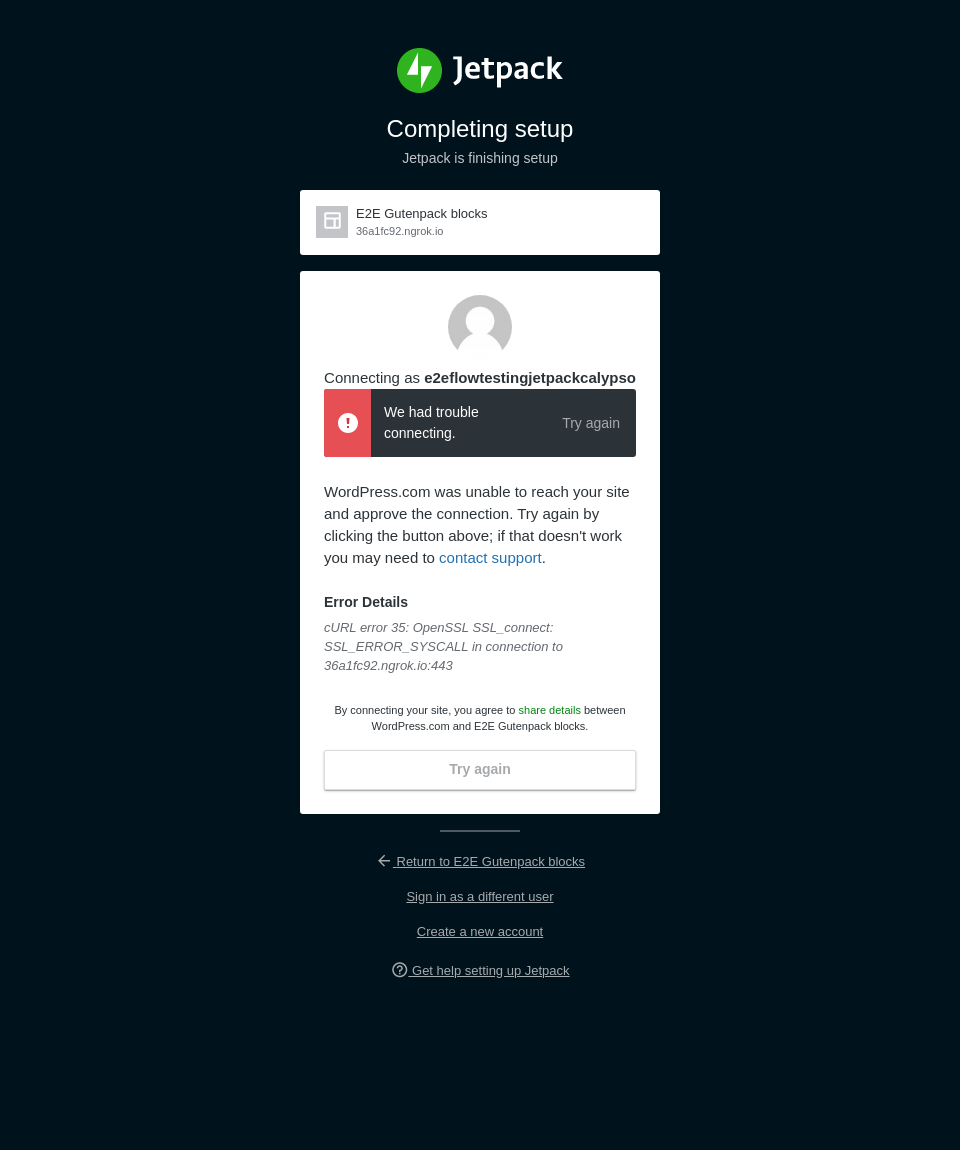 Jetpack
Completing setup
Jetpack is finishing setup
E2E Gutenpack blocks
36a1fc92.ngrok.io
Connecting as e2eflowtestingjetpackcalypso
We had trouble
connecting.
Try again
WordPress.com was unable to reach your site
and approve the connection. Try again by
clicking the button above; if that doesn't work
you may need to contact support.
Error Details
cURL error 35: OpenSSL SSL_connect:
SSL_ERROR_SYSCALL in connection to
36a1fc92.ngrok.io:443
By connecting your site, you agree to share details between
WordPress.com and E2E Gutenpack blocks.
Try again
Return to E2E Gutenpack blocks
Sign in as a different user
Create a new account
Get help setting up Jetpack